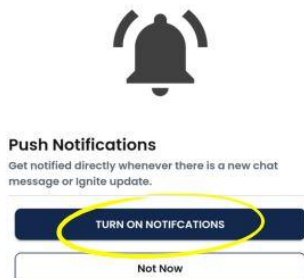 Push Notifications
Get notified directly whenever there is a new chat
message or Ignite update.
TURN ON NOTIFCATIONS
Not Now